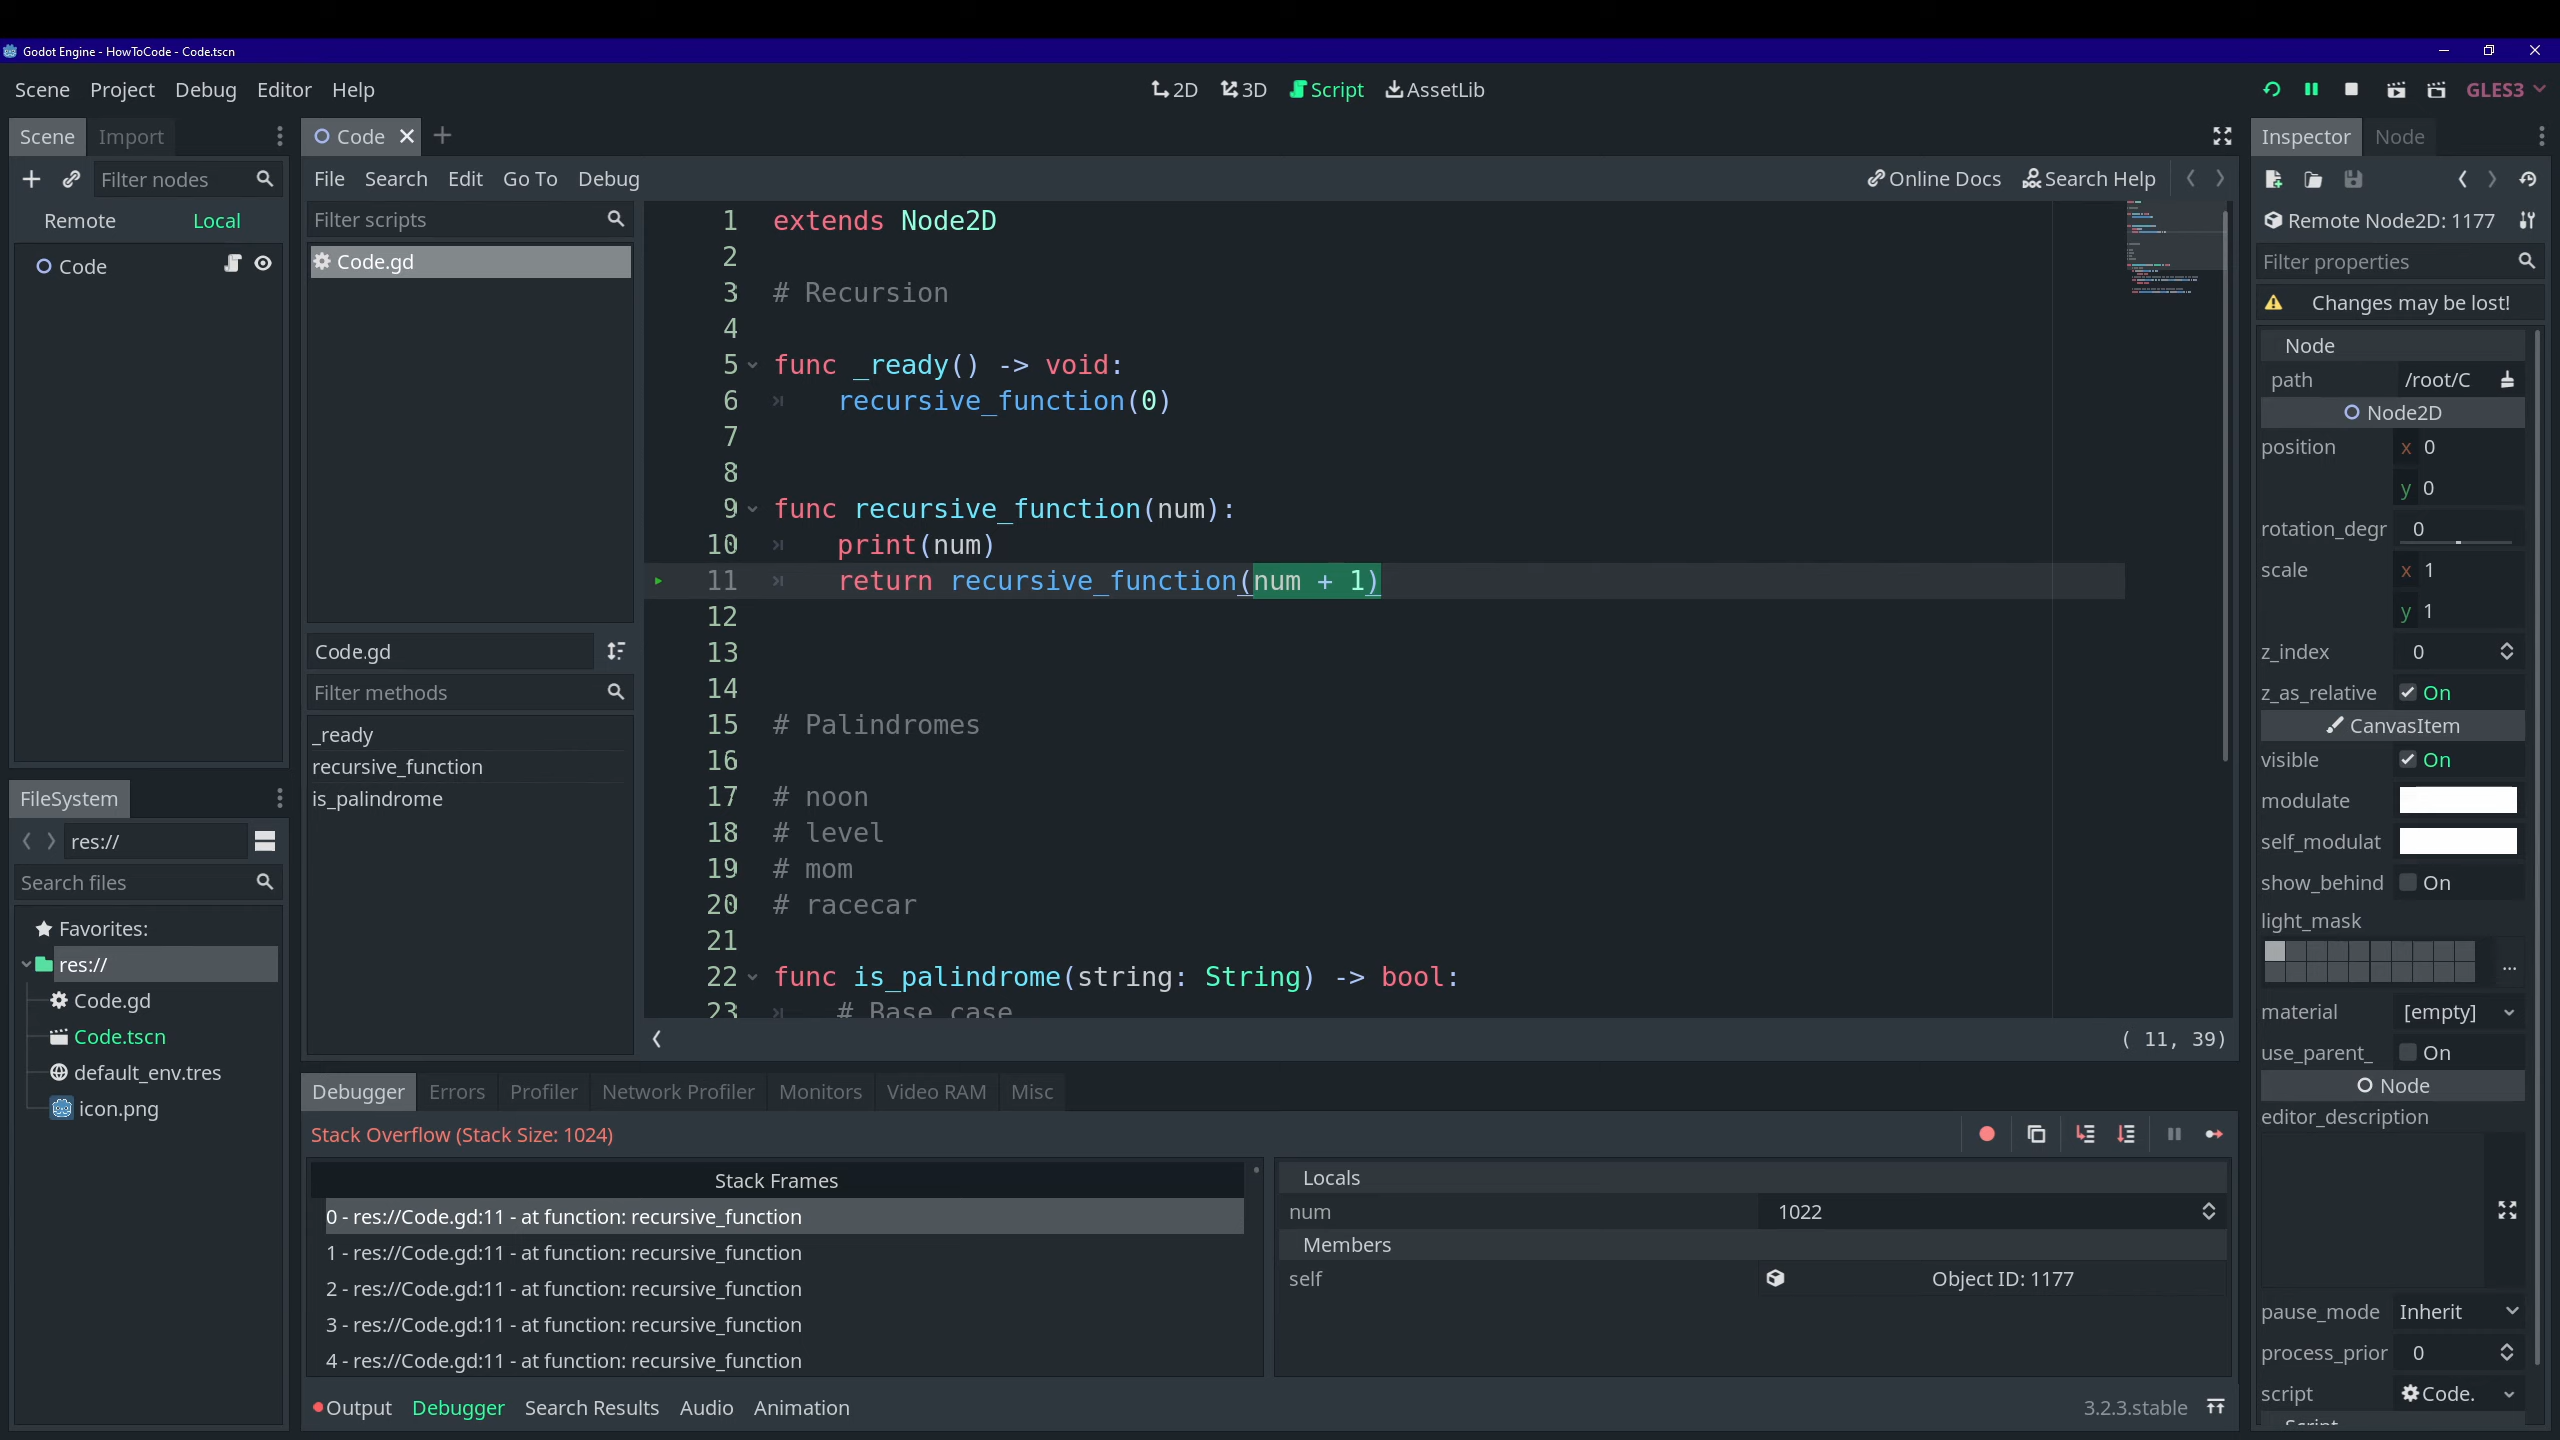 Godot Engine - HowToCode - Code.tscn
Scene Project Debug Editor Help
2D 3D Script AssetLib
GLES3
Scene Import
Filter nodes
Remote Local
Code
FileSystem
res://
Search files
Favorites:
res://
Code.gd
Code.tscn
default_env.tres
icon.png
Code
File Search Edit Go To Debug
Online Docs Search Help
Filter scripts
Code.gd
Code.gd
Filter methods
_ready
recursive_function
is_palindrome
1 extends Node2D
2
3 # Recursion
4
5 func _ready() -> void:
6 recursive_function(0)
7
8
9 func recursive_function(num):
10 print(num)
11 return recursive_function(num + 1)
12
13
14
15 # Palindromes
16
17 # noon
18 # level
19 # mom
20 # racecar
21
22 func is_palindrome(string: String) -> bool:
23 # Base case
( 11, 39)
Debugger Errors Profiler Network Profiler Monitors Video RAM Misc
Stack Overflow (Stack Size: 1024)
Stack Frames
0 - res://Code.gd:11 - at function: recursive_function
1 - res://Code.gd:11 - at function: recursive_function
2 - res://Code.gd:11 - at function: recursive_function
3 - res://Code.gd:11 - at function: recursive_function
4 - res://Code.gd:11 - at function: recursive_function
Locals
num 1022
Members
self Object ID: 1177
Output Debugger Search Results Audio Animation
3.2.3.stable
Inspector Node
Remote Node2D: 1177
Filter properties
Changes may be lost!
Node
path /root/C
Node2D
position x 0
y 0
rotation_degr 0
scale x 1
y 1
z_index 0
z_as_relative On
CanvasItem
visible On
modulate
self_modulat
show_behind On
light_mask
...
material [empty]
use_parent_ On
Node
editor_description
pause_mode Inherit
process_prior 0
script Code.
Script